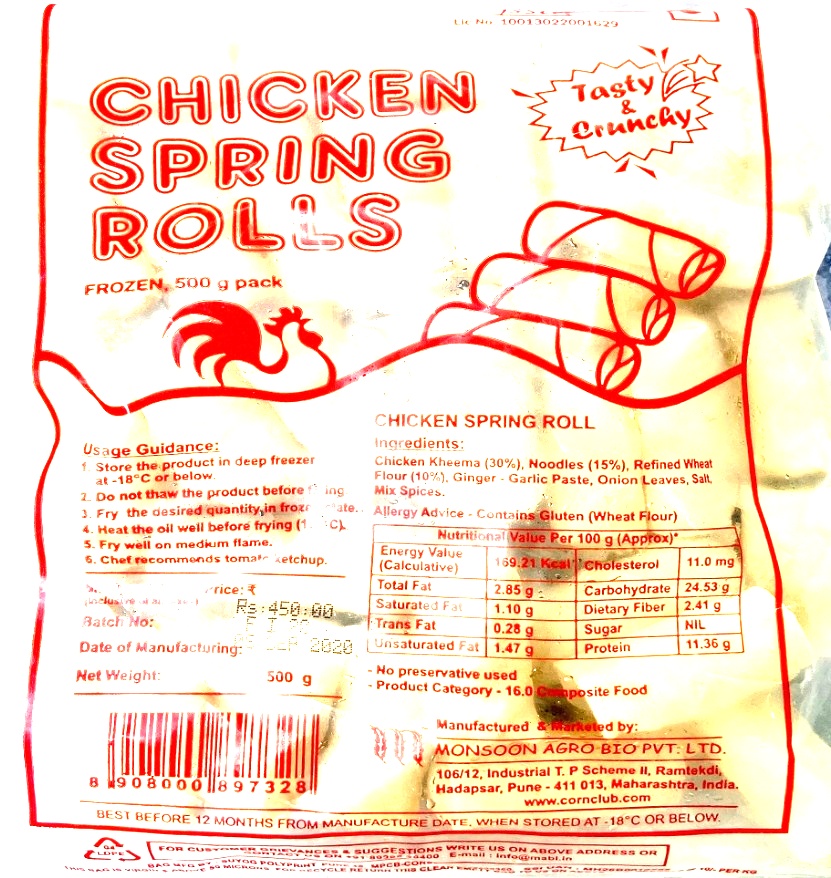 Lic No 10013022001629
CHICKEN
SPRING
ROLLS
Tasty
&
Crunchy
FROZEN, 500 g pack
Usage Guidance:
1. Store the product in deep freezer
at -18°C or below.
2. Do not thaw the product before
3. Fry the desired quantity in
4. Heat the oil well before frying
5. Fry well on medium flame.
6. Chef recommends ketchup.
Rs:450:00
Batch No:
Date of Manufacturing: SEP 2020
Net Weight: 500 g
8 908000 897328
CHICKEN SPRING ROLL
Ingredients:
Chicken Kheema (30%), Noodles (15%), Refined Wheat
Flour (10%), Ginger - Garlic Paste, Onion Leaves, Salt,
Mix Spices.
Allergy Advice - Contains Gluten (Wheat Flour)
Nutritional Value Per 100 g (Approx)*
Energy Value (Calculative) 169.21 Kcal* Cholesterol 11.0 mg
Total Fat 2.85 g Carbohydrate 24.53 g
Saturated Fat 1.10 g Dietary Fiber 2.41 g
Trans Fat 0.28 g Sugar NIL
Unsaturated Fat 1.47 g Protein 11.36 g
- No preservative used
- Product Category - 16.0 Composite Food
Manufactured & Marketed by:
MONSOON AGRO BIO PVT. LTD.
106/12, Industrial T. P Scheme II, Ramtekdi,
Hadapsar, Pune - 411 013, Maharashtra, India.
www.cornclub.com
BEST BEFORE 12 MONTHS FROM MANUFACTURE DATE, WHEN STORED AT -18°C OR BELOW.
04
LDPE
FOR CUSTOMER GRIEVANCES & SUGGESTIONS WRITE US ON ABOVE ADDRESS OR
CONTACT US ON E-mail : info@mabl.in